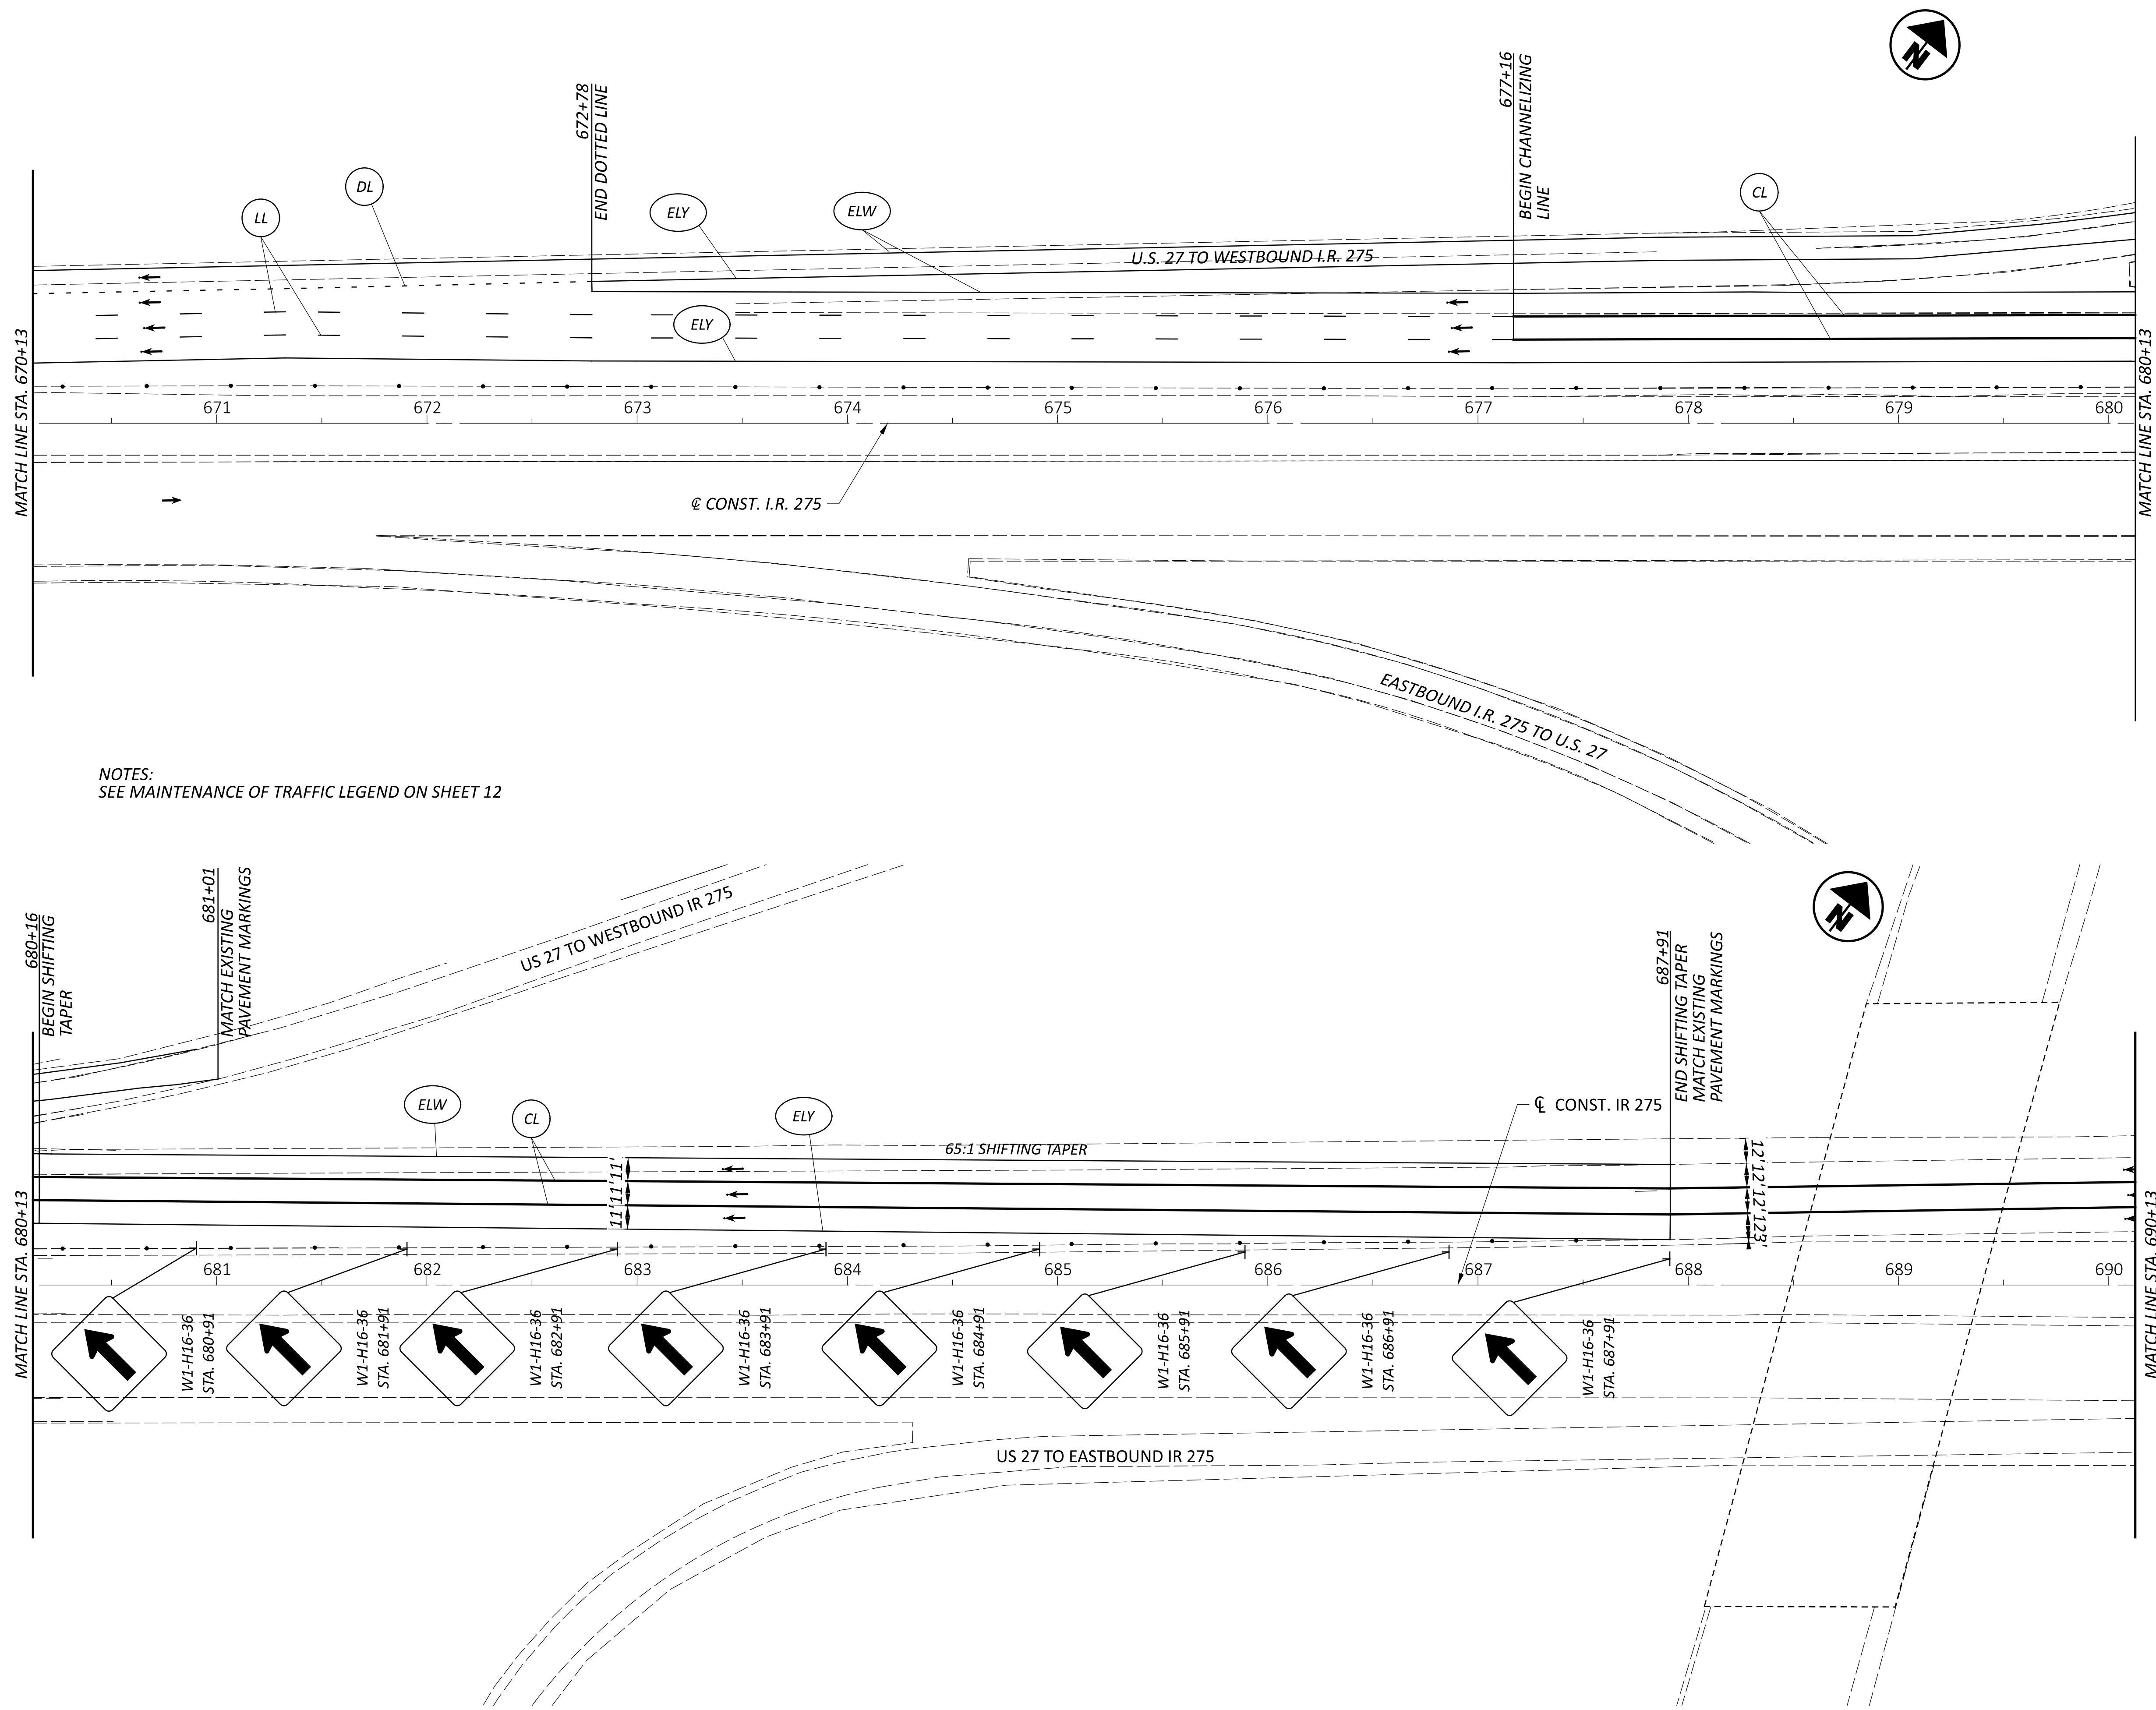 N
677+16
BEGIN CHANNELIZING
LINE
672+78
END DOTTED LINE
DL
LL
ELY
ELW
CL
U.S. 27 TO WESTBOUND I.R. 275
ELY
MATCH LINE STA. 670+13
MATCH LINE STA. 680+13
671
672
673
674
675
676
677
678
679
680
℄ CONST. I.R. 275
EASTBOUND I.R. 275 TO U.S. 27
NOTES:
SEE MAINTENANCE OF TRAFFIC LEGEND ON SHEET 12
680+16
BEGIN SHIFTING
TAPER
681+01
MATCH EXISTING
PAVEMENT MARKINGS
US 27 TO WESTBOUND IR 275
N
687+91
END SHIFTING TAPER
MATCH EXISTING
PAVEMENT MARKINGS
ELW
CL
ELY
℄ CONST. IR 275
65:1 SHIFTING TAPER
11'
11'
11'
12'
12'
12'
12'
3'
MATCH LINE STA. 680+13
MATCH LINE STA. 690+13
681
682
683
684
685
686
687
688
689
690
W1-H16-36
STA. 680+91
W1-H16-36
STA. 681+91
W1-H16-36
STA. 682+91
W1-H16-36
STA. 683+91
W1-H16-36
STA. 684+91
W1-H16-36
STA. 685+91
W1-H16-36
STA. 686+91
W1-H16-36
STA. 687+91
US 27 TO EASTBOUND IR 275